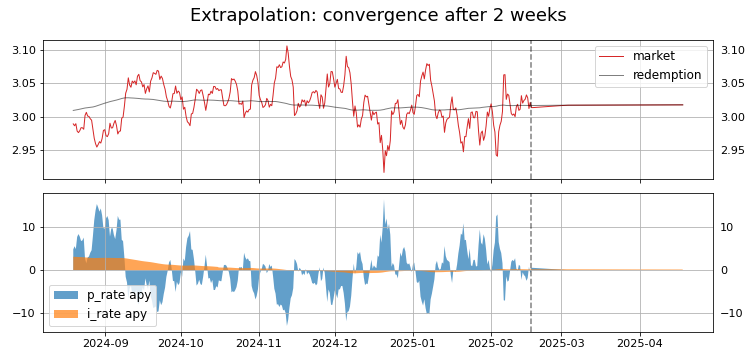 Extrapolation: convergence after 2 weeks
3.10 3.10
3.05 3.05
3.00 3.00
2.95 2.95
market
redemption
10 10
0 0
−10 −10
p_rate apy
i_rate apy
2024-09 2024-10 2024-11 2024-12 2025-01 2025-02 2025-03 2025-04